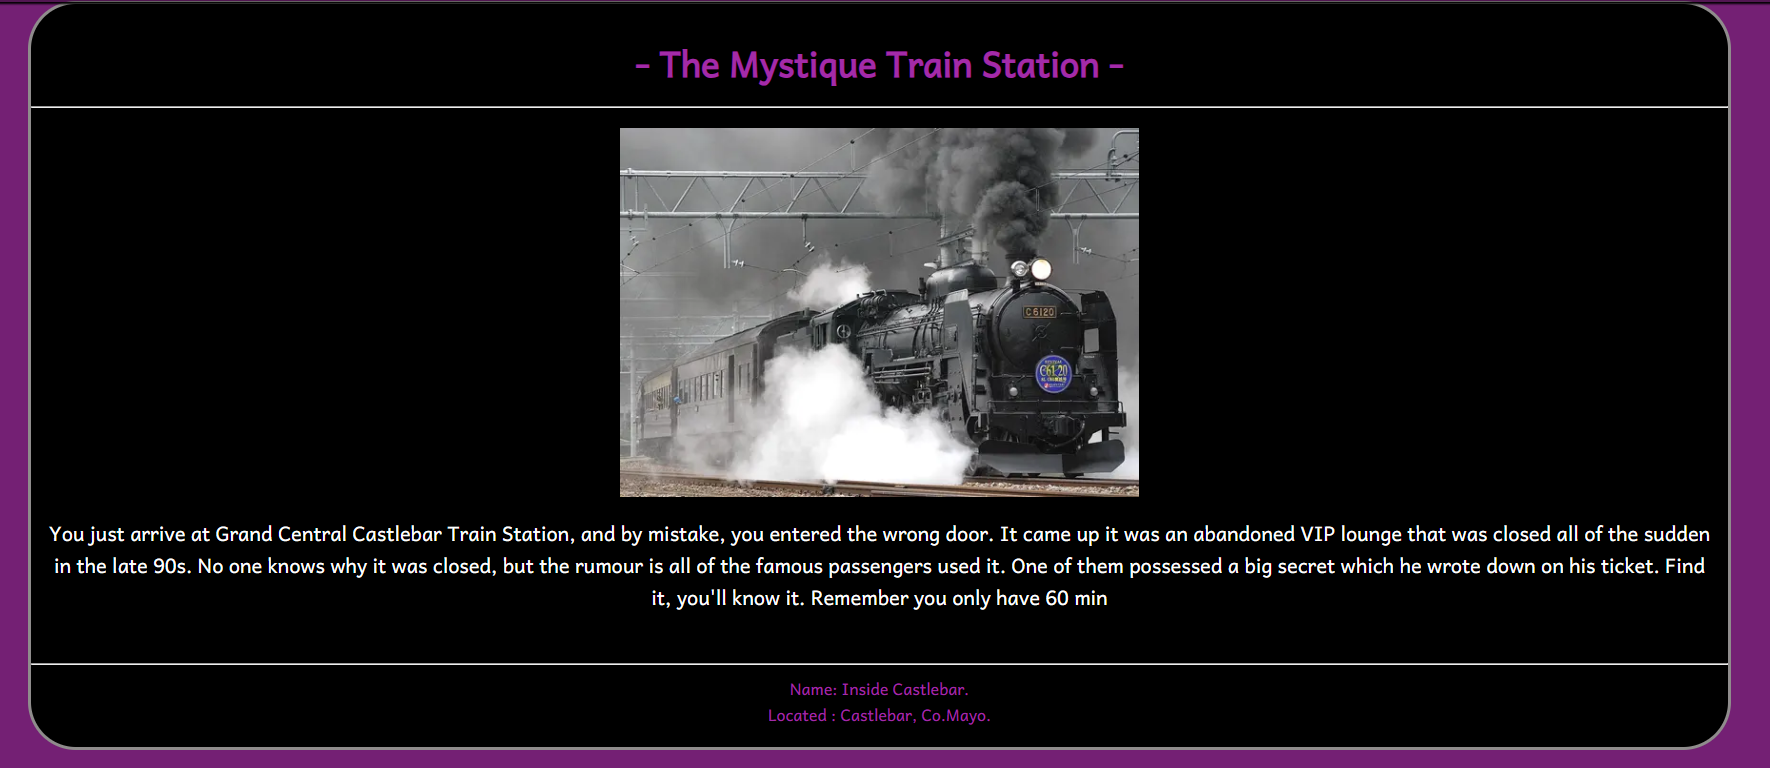 - The Mystique Train Station -
C6120
C61 20
You just arrive at Grand Central Castlebar Train Station, and by mistake, you entered the wrong door. It came up it was an abandoned VIP lounge that was closed all of the sudden
in the late 90s. No one knows why it was closed, but the rumour is all of the famous passengers used it. One of them possessed a big secret which he wrote down on his ticket. Find
it, you'll know it. Remember you only have 60 min
Name: Inside Castlebar.
Located : Castlebar, Co.Mayo.